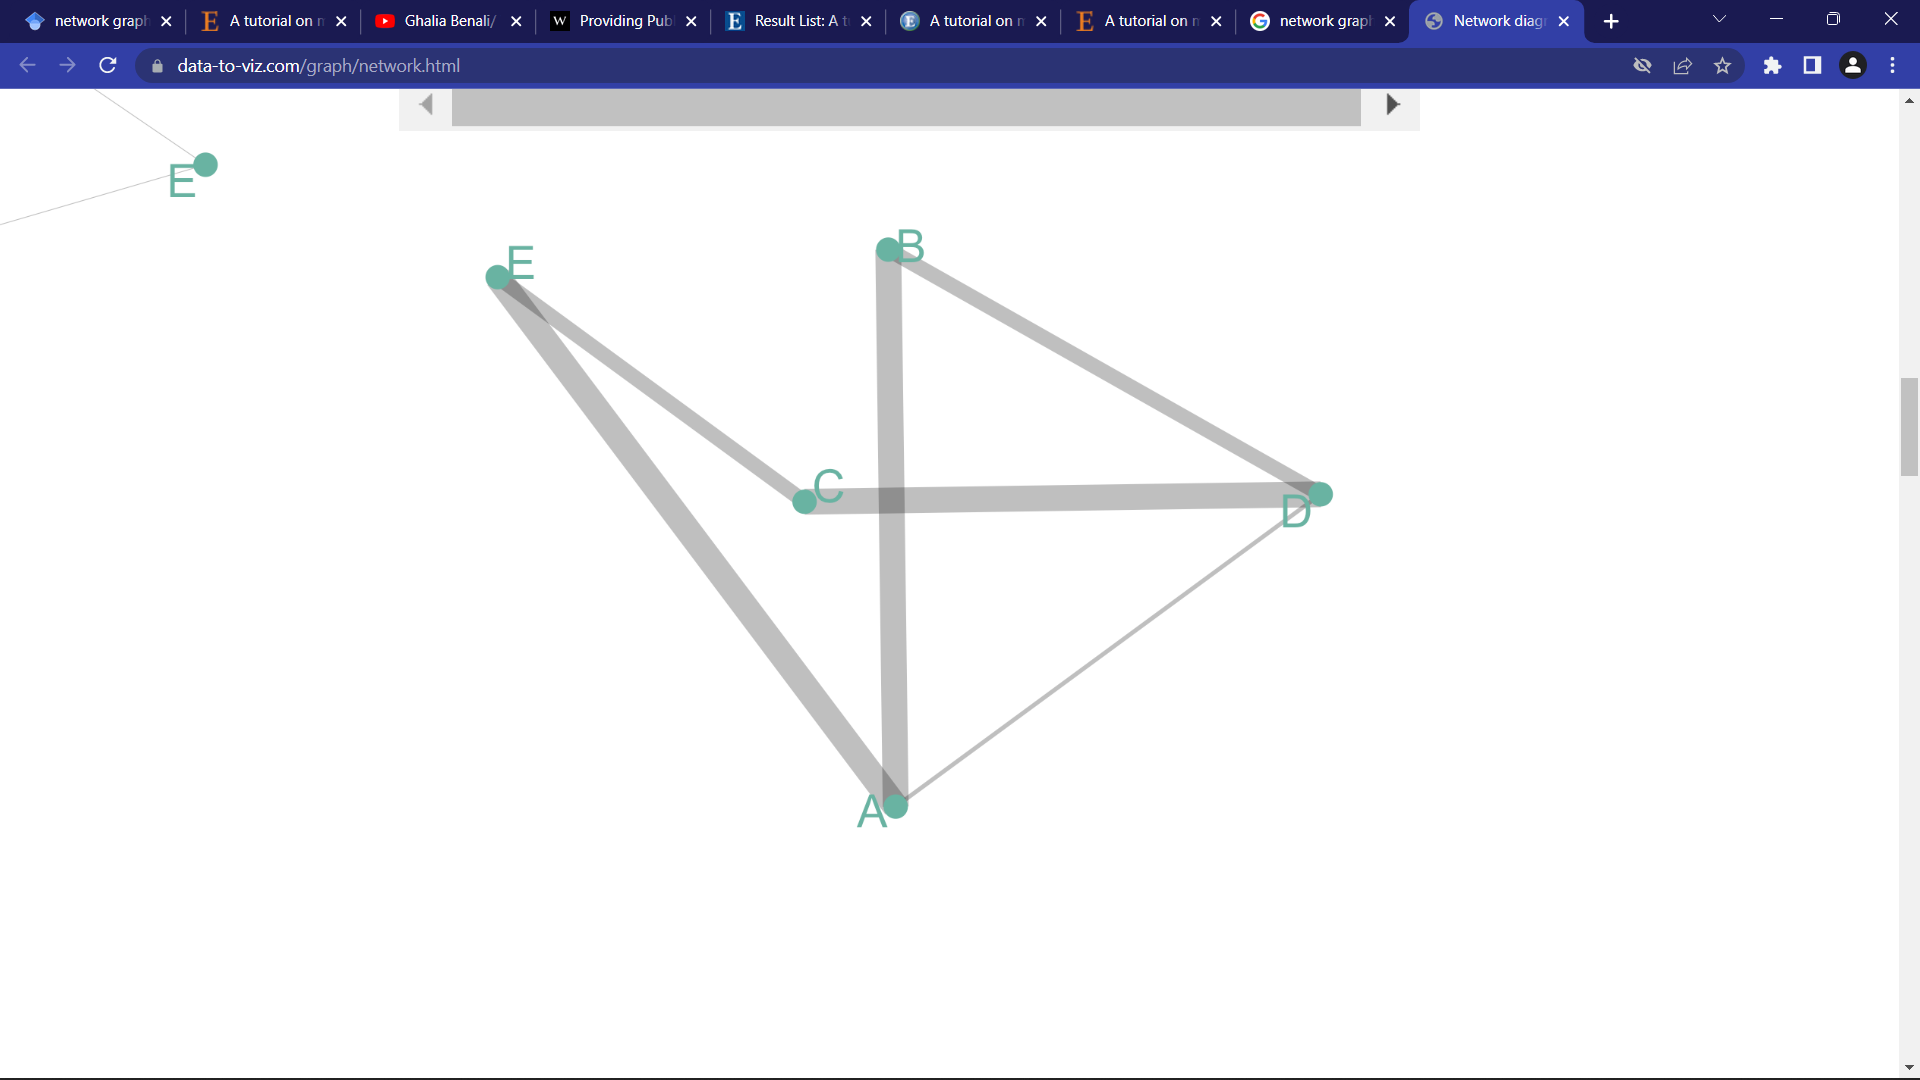 network grap
A tutorial on
Ghalia Benali/
W Providing Pub
E Result List: A t
E A tutorial on
E A tutorial on
G network grap
Network diag
data-to-viz.com/graph/network.html
E
B
E
C
D
A